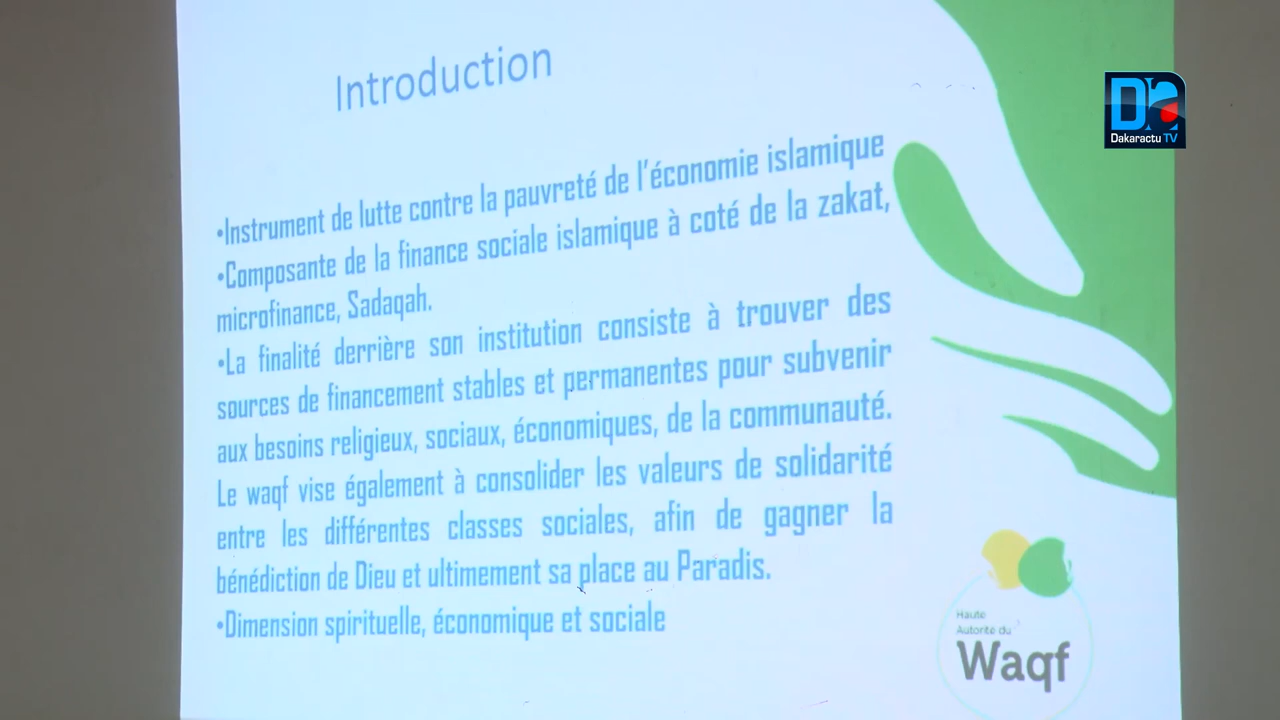 Introduction
•Instrument de lutte contre la pauvreté de l'économie islamique
•Composante de la finance sociale islamique à coté de la zakat,
microfinance, Sadaqah.
•La finalité derrière son institution consiste à trouver des
sources de financement stables et permanentes pour subvenir
aux besoins religieux, sociaux, économiques, de la communauté.
Le waqf vise également à consolider les valeurs de solidarité
entre les différentes classes sociales, afin de gagner la
bénédiction de Dieu et ultimement sa place au Paradis.
•Dimension spirituelle, économique et sociale
Da
Dakaractu TV
Haute
Autorité du
Waqf